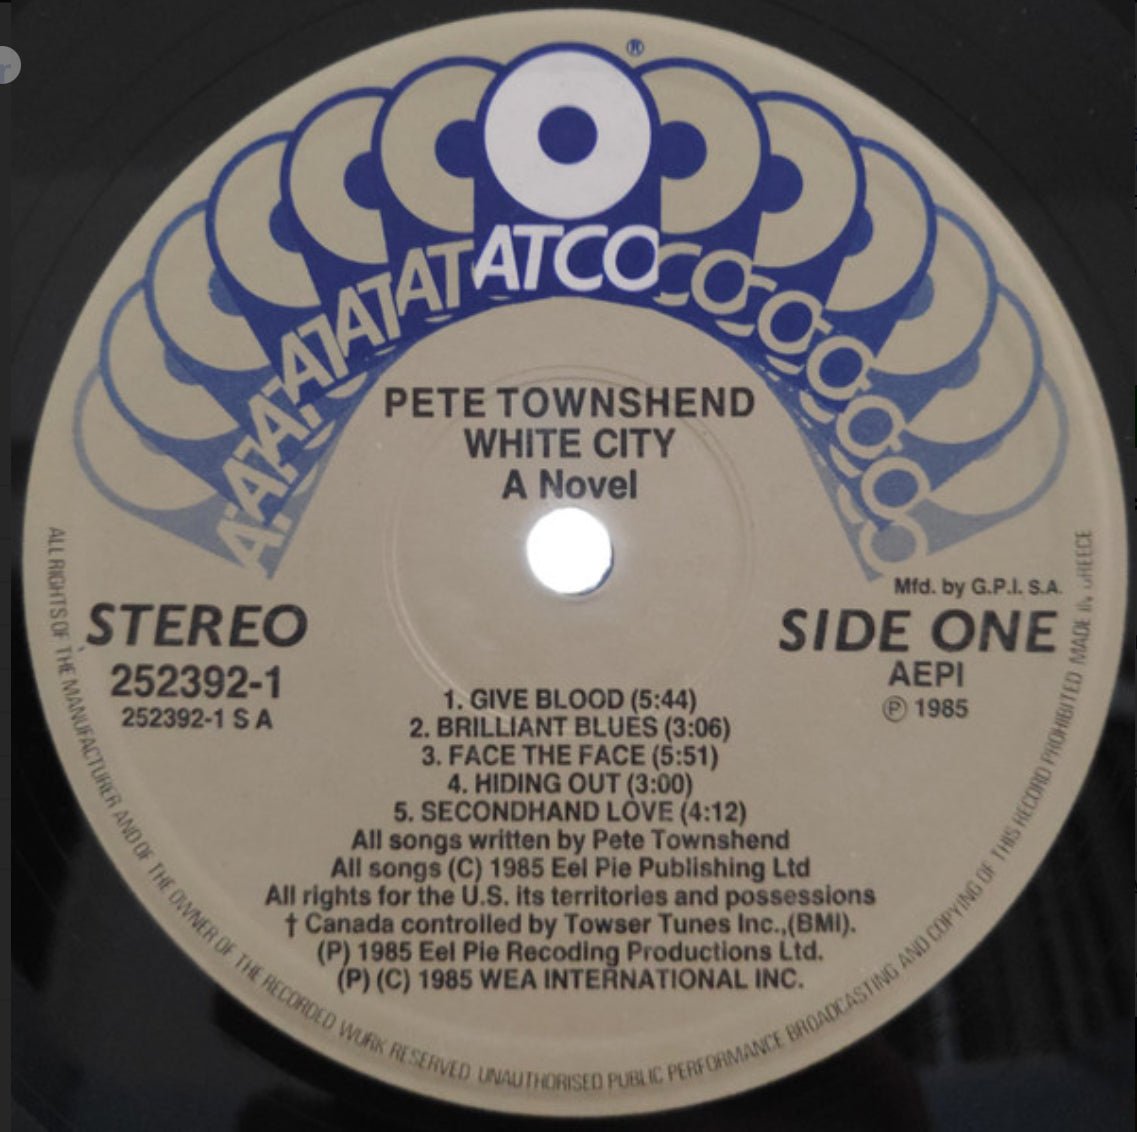 ®
ATCO
PETE TOWNSHEND
WHITE CITY
A Novel
Mfd. by G.P.I. S.A.
STEREO
252392-1
252392-1 S A
SIDE ONE
AEPI
Ⓟ 1985
1. GIVE BLOOD (5:44)
2. BRILLIANT BLUES (3:06)
3. FACE THE FACE (5:51)
4. HIDING OUT (3:00)
5. SECONDHAND LOVE (4:12)
All songs written by Pete Townshend
All songs (C) 1985 Eel Pie Publishing Ltd
All rights for the U.S. its territories and possessions
† Canada controlled by Towser Tunes Inc.,(BMI).
(P) 1985 Eel Pie Recoding Productions Ltd.
(P) (C) 1985 WEA INTERNATIONAL INC.
ALL RIGHTS OF THE MANUFACTURER AND OF THE OWNER OF THE RECORDED WORK RESERVED UNAUTHORISED PUBLIC PERFORMANCE BROADCASTING AND COPYING OF THIS RECORD PROHIBITED MADE IN GREECE